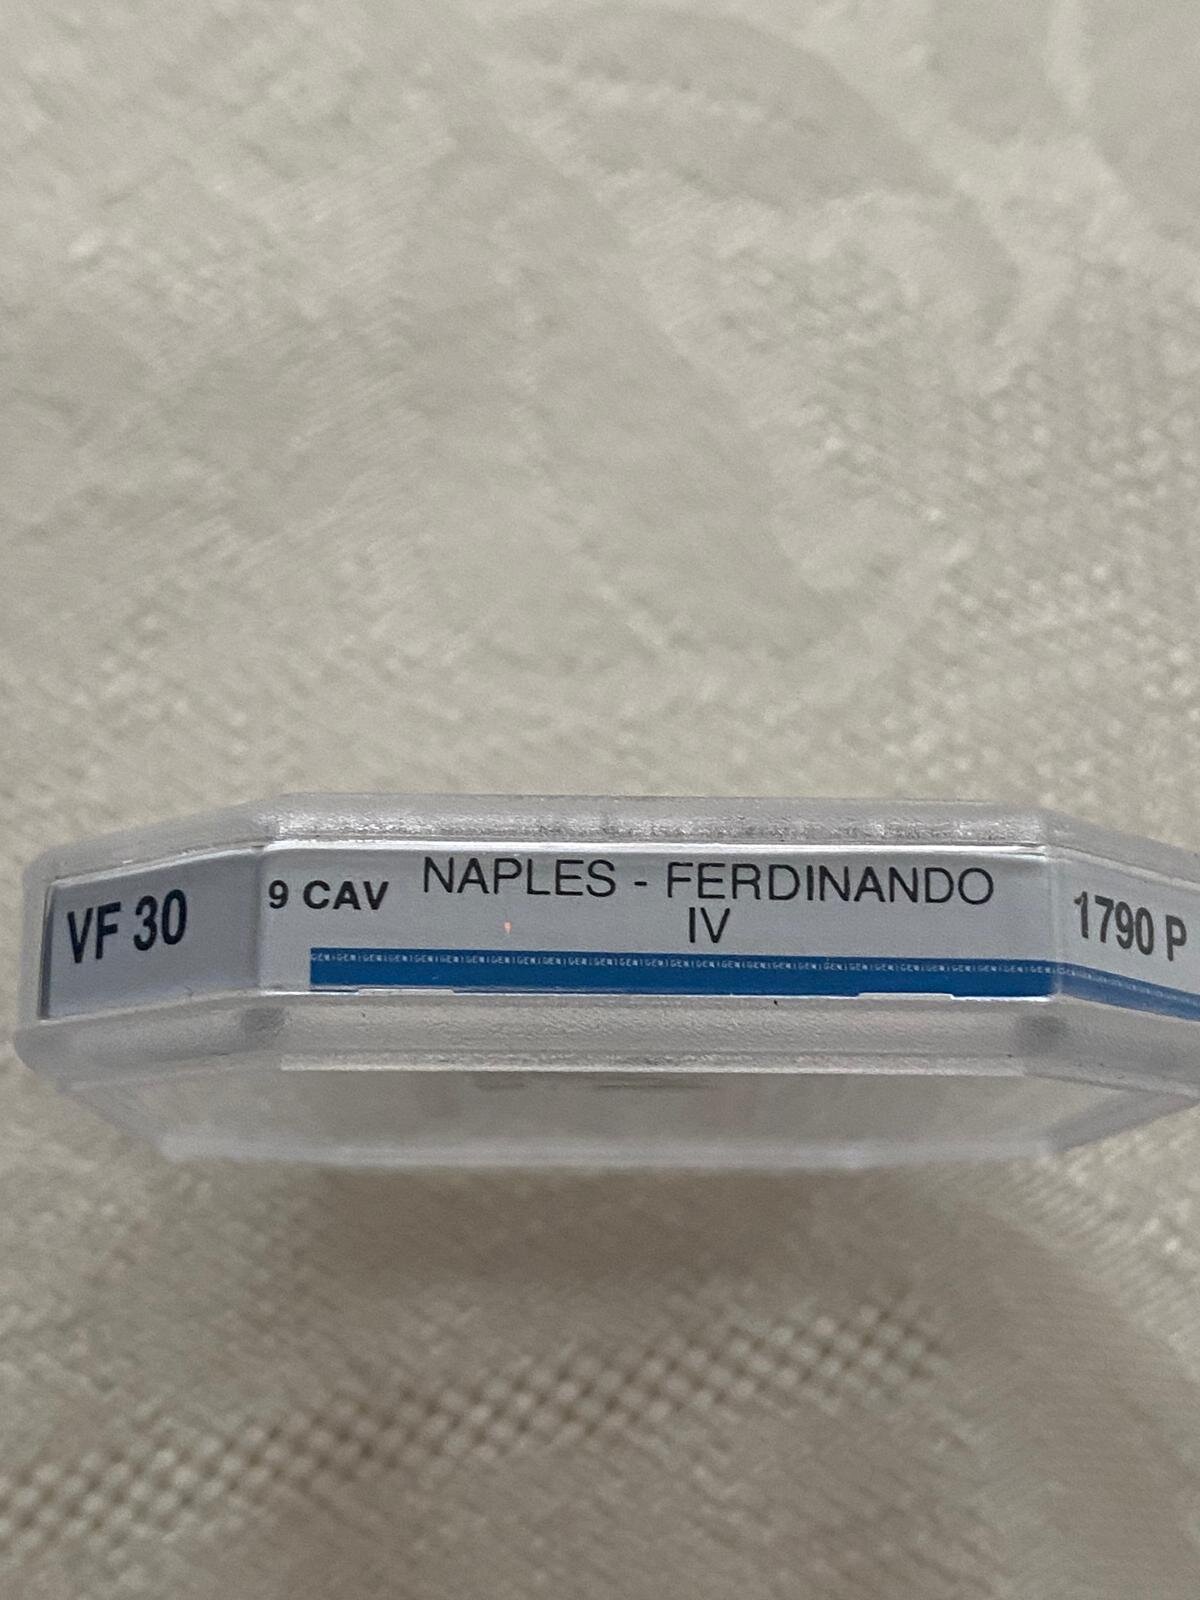 VF 30
9 CAV
NAPLES - FERDINANDO
IV
1790 P